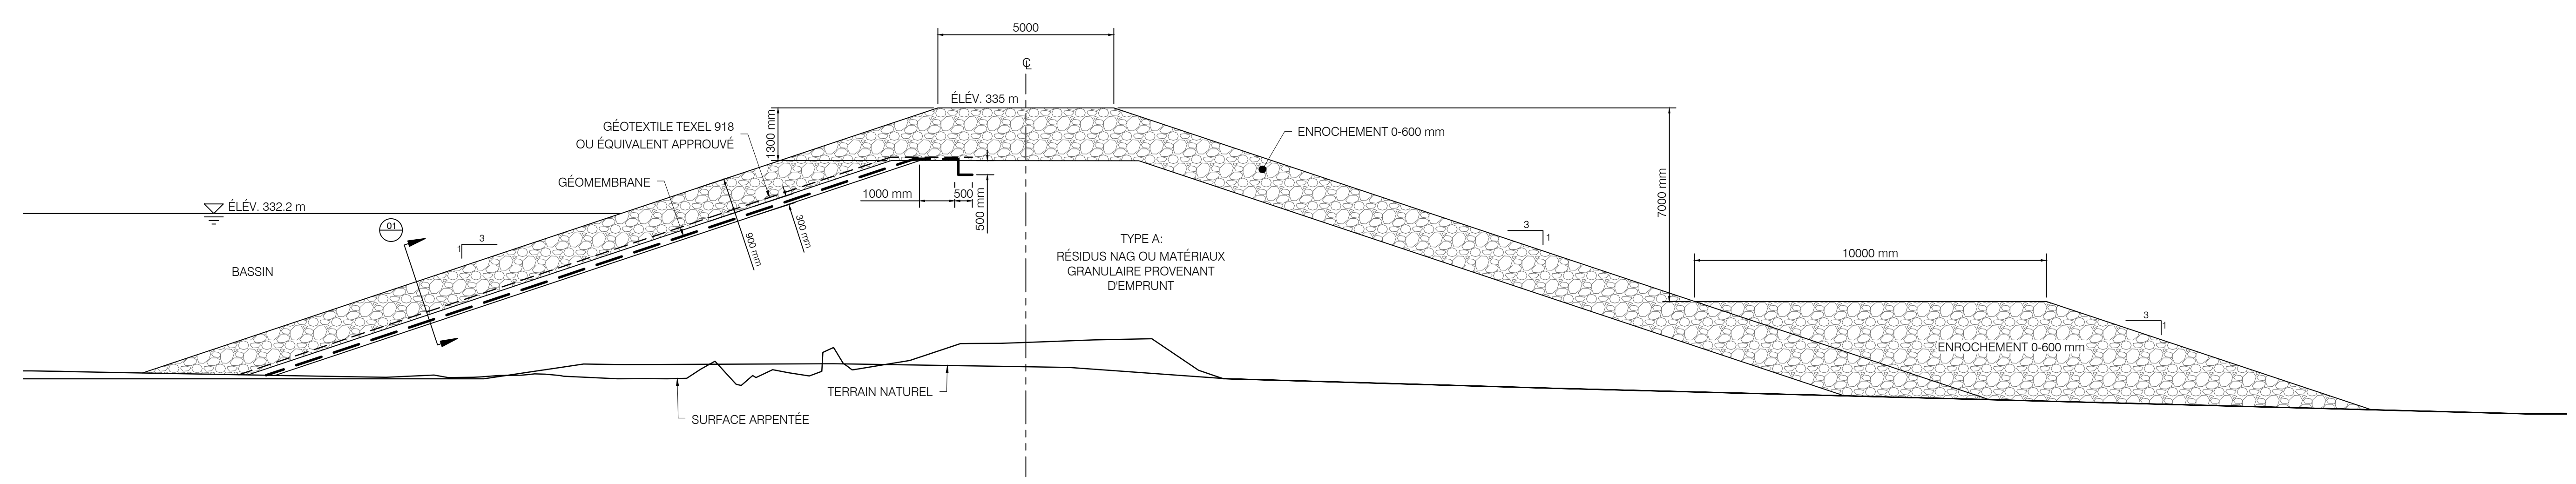 5000
℄
ÉLÉV. 335 m
1300 mm
GÉOTEXTILE TEXEL 918
OU ÉQUIVALENT APPROUVÉ
ENROCHEMENT 0-600 mm
GÉOMEMBRANE
1000 mm
500
500 mm
7000 mm
ÉLÉV. 332.2 m
01
3
1
900 mm
300 mm
BASSIN
TYPE A:
RÉSIDUS NAG OU MATÉRIAUX
GRANULAIRE PROVENANT
D'EMPRUNT
3
1
10000 mm
3
1
ENROCHEMENT 0-600 mm
TERRAIN NATUREL
SURFACE ARPENTÉE